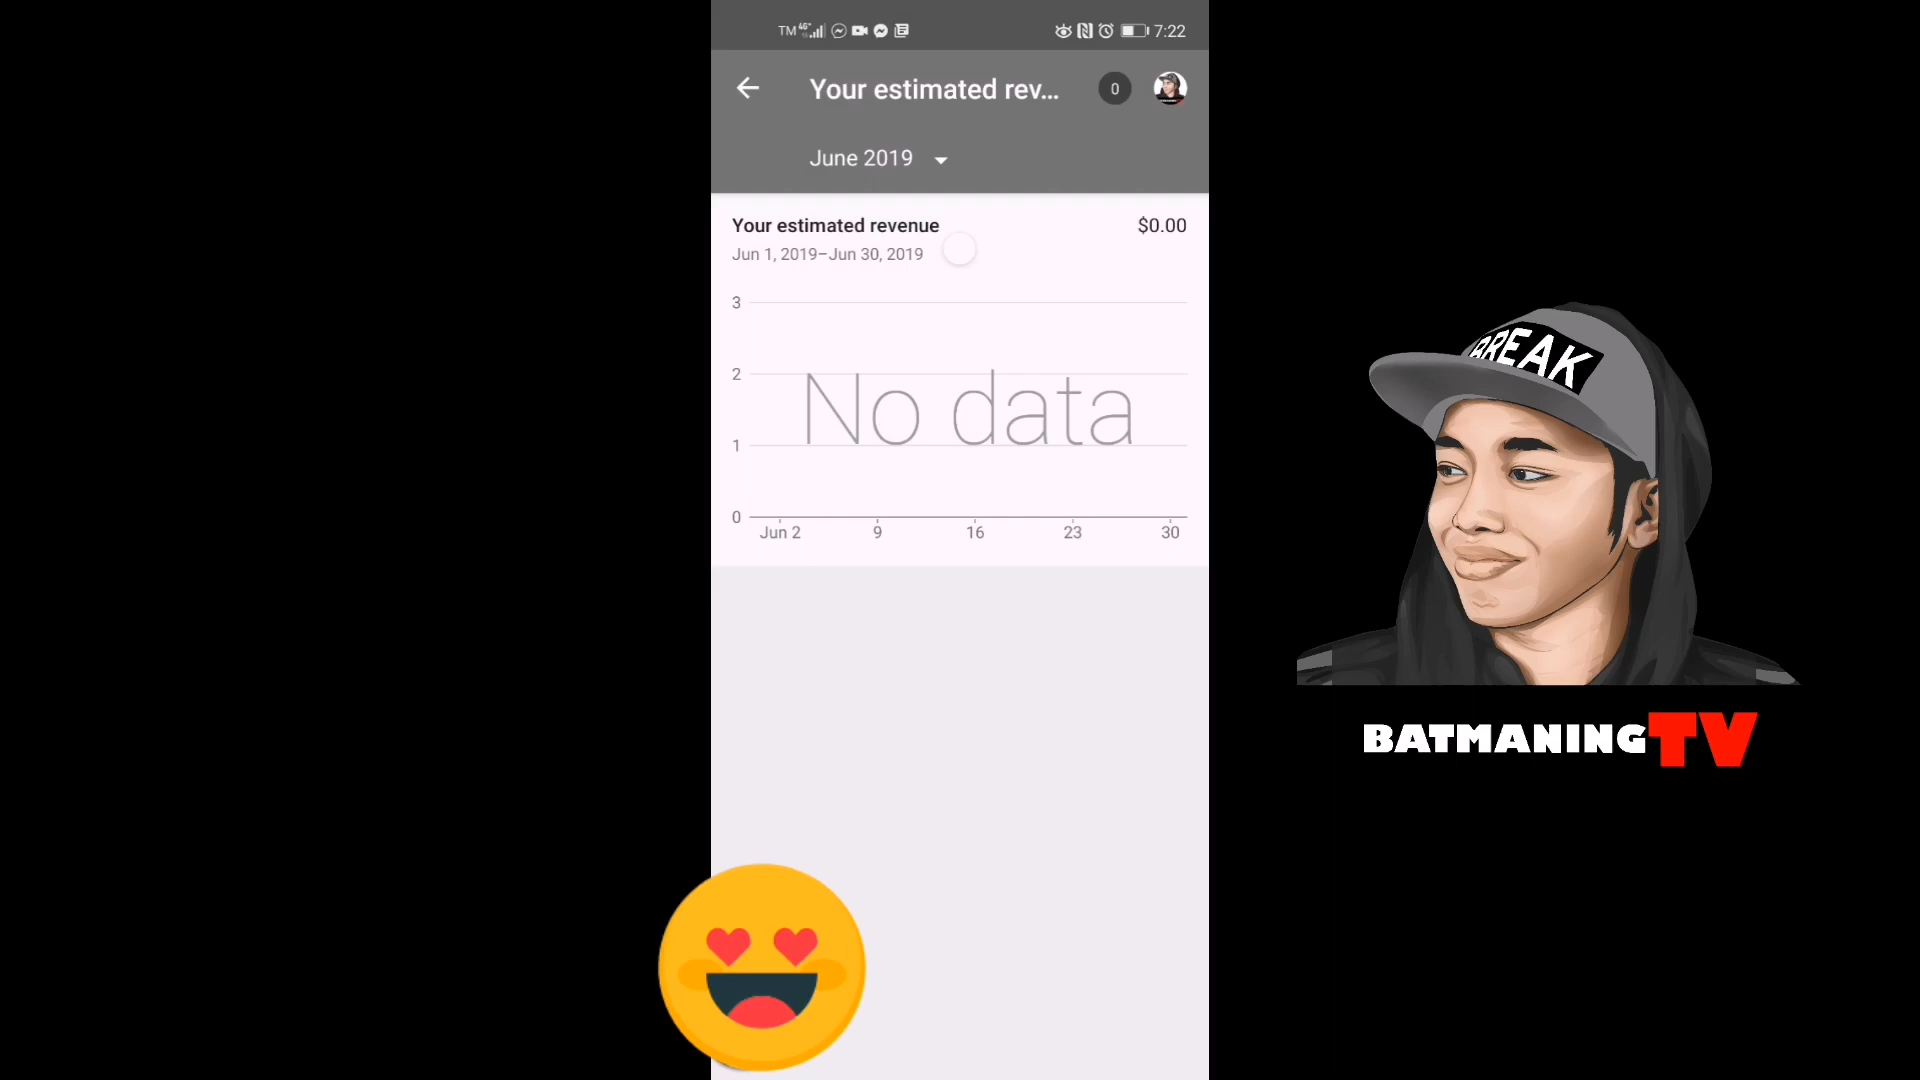 TM 4G+ 7:22
Your estimated rev... 0
June 2019
Your estimated revenue $0.00
Jun 1, 2019–Jun 30, 2019
3
2
No data
1
0
Jun 2 9 16 23 30
BREAK
BATMANINGTV